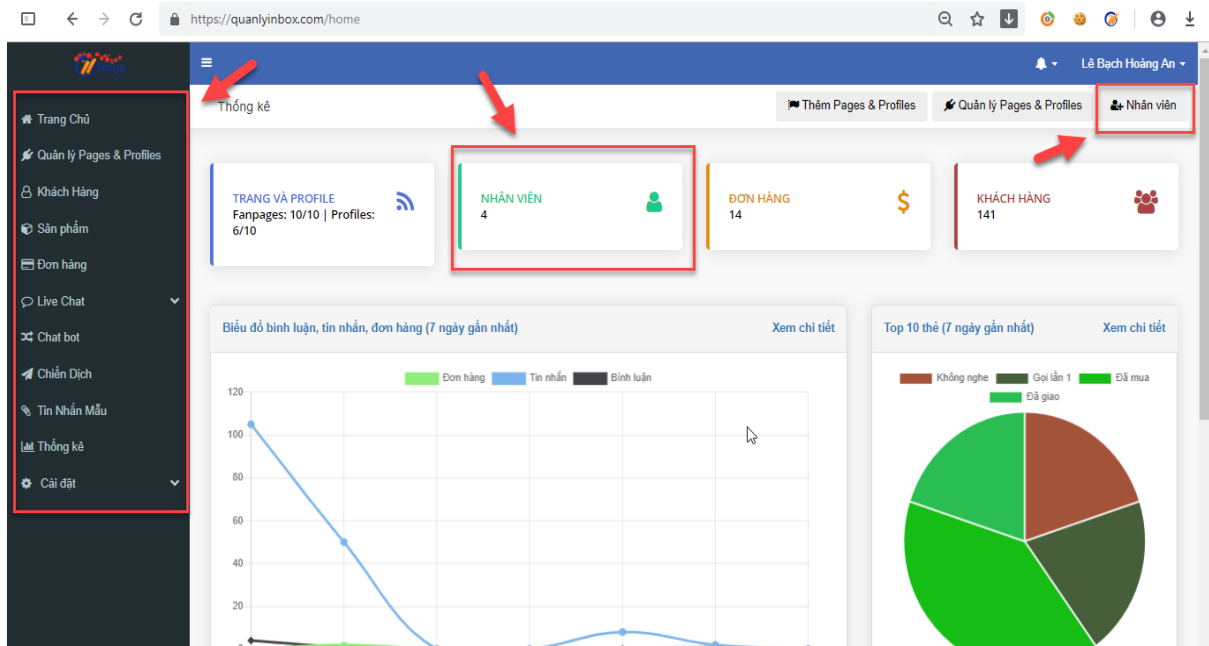 https://quanlyinbox.com/home
Lê Bạch Hoàng An
Trang Chủ
Quản lý Pages & Profiles
Khách Hàng
Sản phẩm
Đơn hàng
Live Chat
Chat bot
Chiến Dịch
Tin Nhắn Mẫu
Thống kê
Cài đặt
Thống kê
Thêm Pages & Profiles
Quản lý Pages & Profiles
Nhân viên
TRANG VÀ PROFILE
Fanpages: 10/10 | Profiles:
6/10
NHÂN VIÊN
4
ĐƠN HÀNG
14
KHÁCH HÀNG
141
Biểu đồ bình luận, tin nhắn, đơn hàng (7 ngày gần nhất)
Xem chi tiết
Đơn hàng Tin nhắn Bình luận
120
100
80
60
40
20
Top 10 thẻ (7 ngày gần nhất)
Xem chi tiết
Không nghe Gọi lần 1 Đã mua
Đã giao